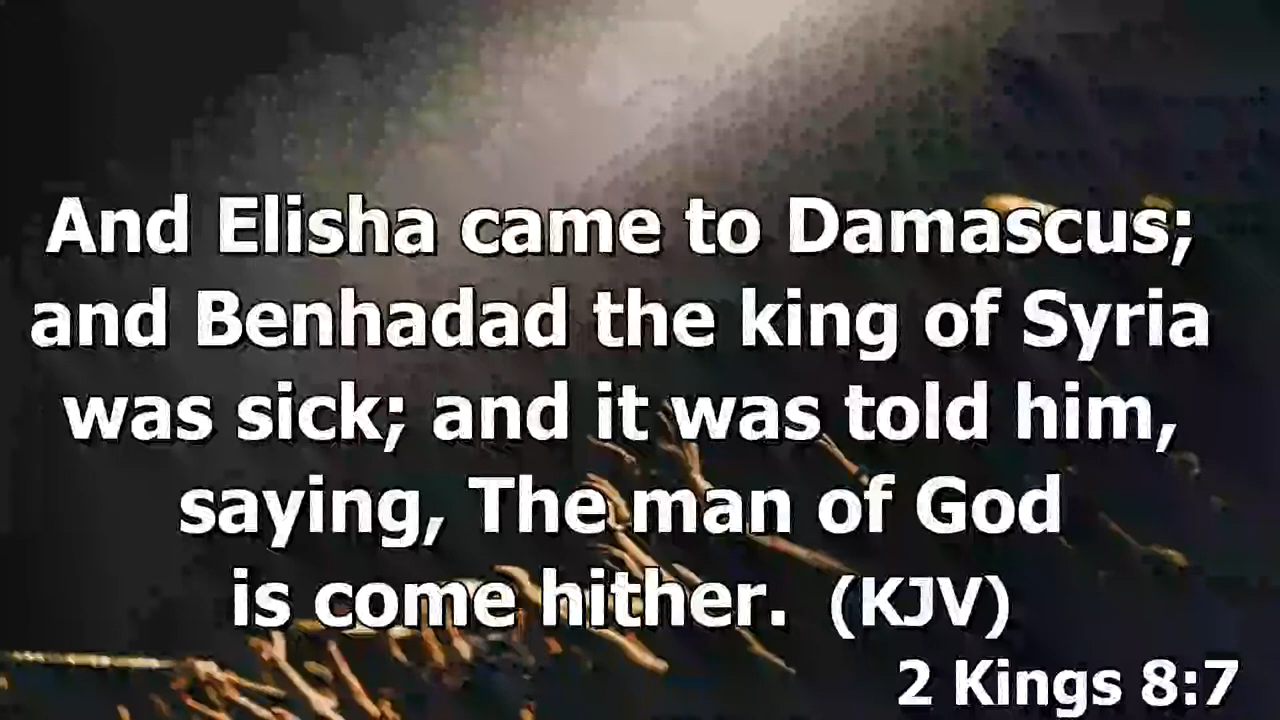 And Elisha came to Damascus;
and Benhadad the king of Syria
was sick; and it was told him,
saying, The man of God
is come hither. (KJV)
2 Kings 8:7